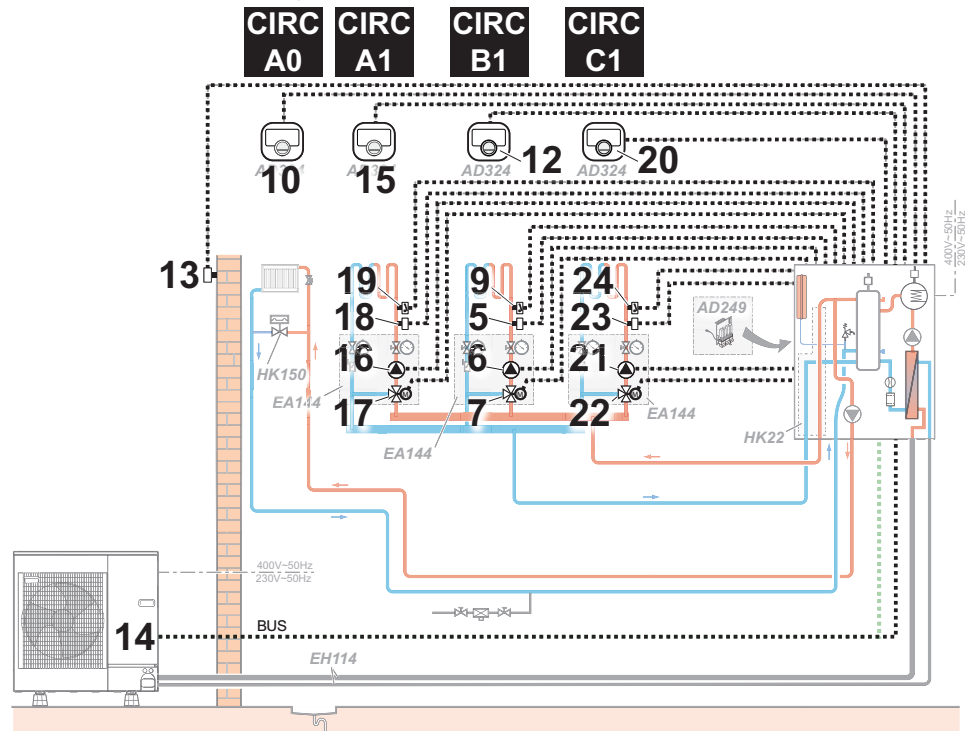 CIRC A0
CIRC A1
CIRC B1
CIRC C1
AD324
10
AD324
15
AD324
12
AD324
20
400V~50Hz
230V~50Hz
13
19
9
24
18
5
23
AD249
16
6
21
HK150
EA144
17
7
22
EA144
EA144
HK22
400V~50Hz
230V~50Hz
14
BUS
EH114
M
M
M